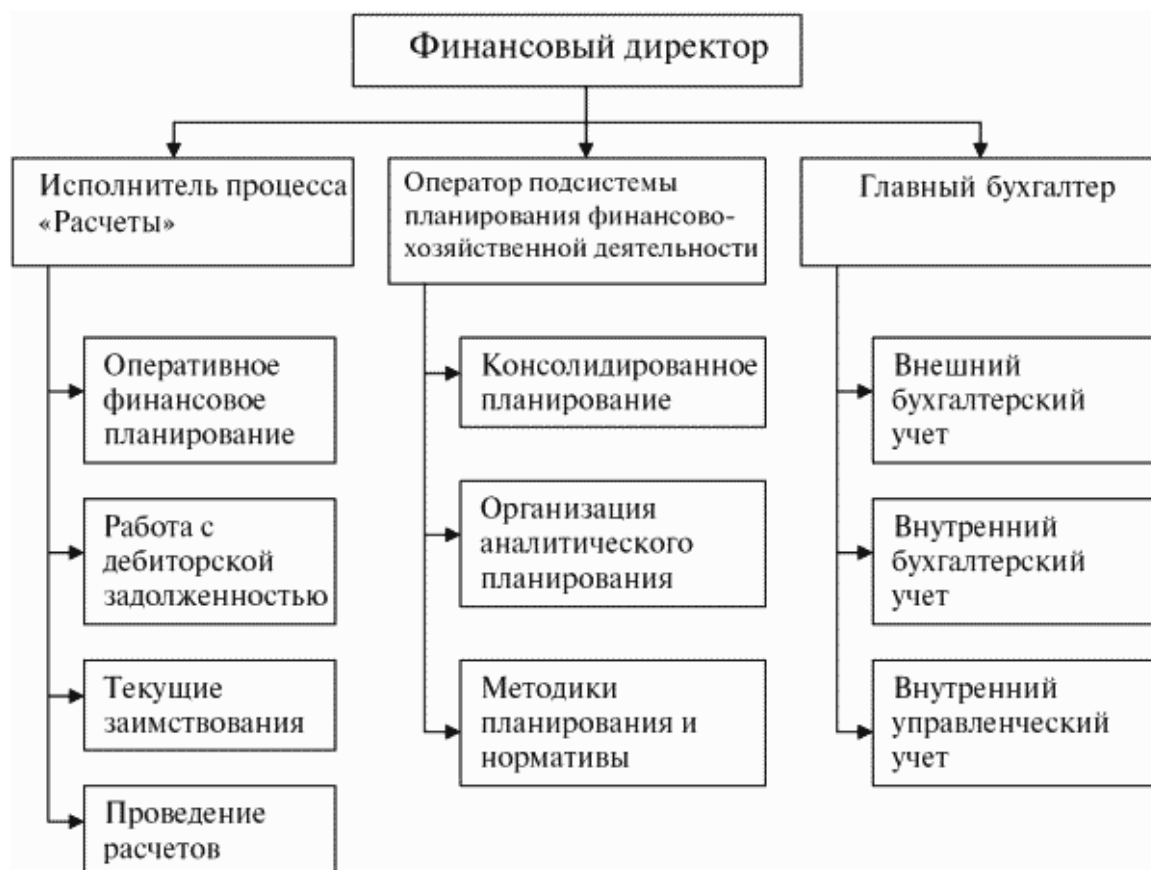 Финансовый директор
Исполнитель процесса
«Расчеты»
Оператор подсистемы
планирования финансово-
хозяйственной деятельности
Главный бухгалтер
Оперативное
финансовое
планирование
Работа с
дебиторской
задолженностью
Текущие
заимствования
Проведение
расчетов
Консолидированное
планирование
Организация
аналитического
планирования
Методики
планирования и
нормативы
Внешний
бухгалтерский
учет
Внутренний
бухгалтерский
учет
Внутренний
управленческий
учет